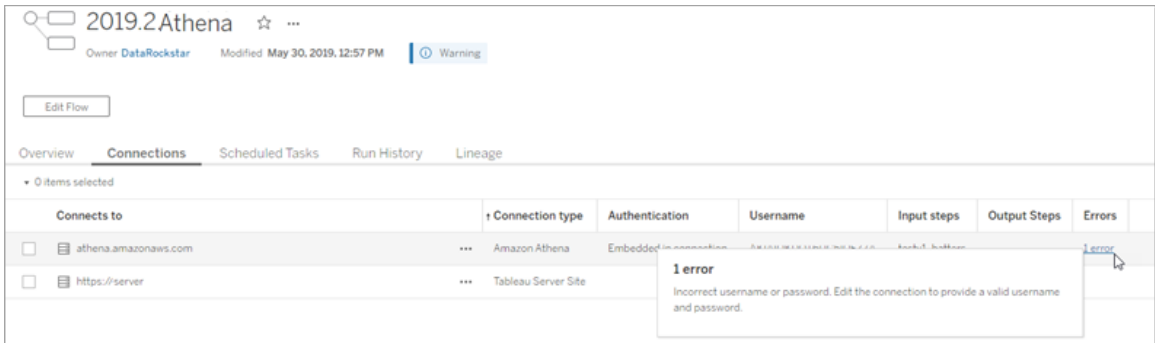 2019.2 Athena
Owner DataRockstar Modified May 30, 2019, 12:57 PM Warning
Edit Flow
Overview Connections Scheduled Tasks Run History Lineage
0 items selected
Connects to ↑ Connection type Authentication Username Input steps Output Steps Errors
athena.amazonaws.com Amazon Athena Embedded in connection 1 error
https://server Tableau Server Site
1 error
Incorrect username or password. Edit the connection to provide a valid username
and password.